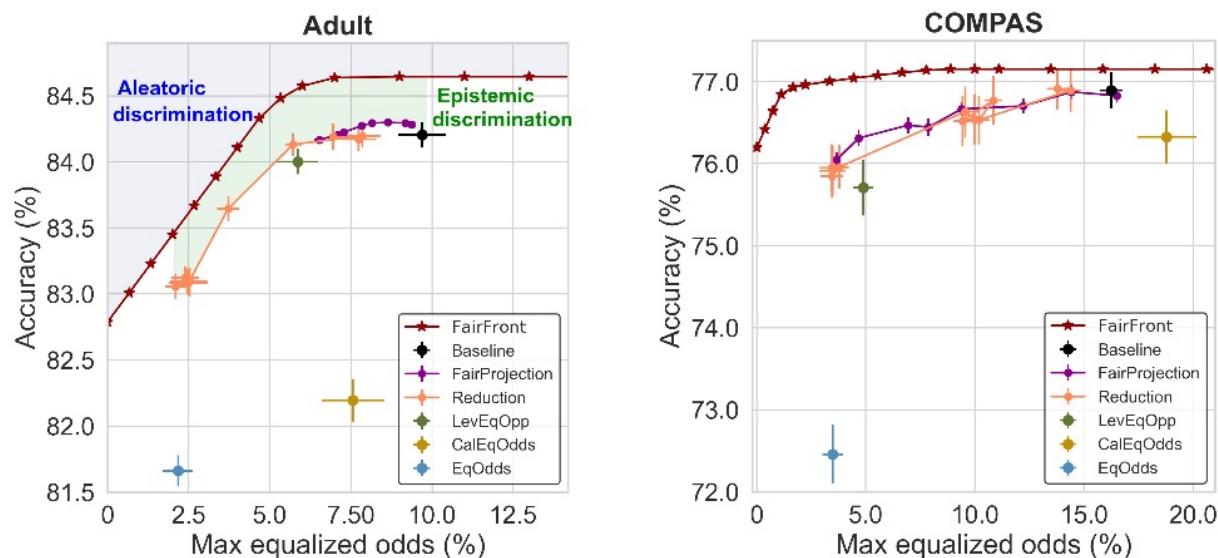 Adult
Aleatoric
discrimination
Epistemic
discrimination
84.5
84.0
83.5
83.0
82.5
82.0
81.5
Accuracy (%)
FairFront
Baseline
FairProjection
Reduction
LevEqOpp
CalEqOdds
EqOdds
0
2.5
5.0
7.50
10.0
12.5
Max equalized odds (%)
COMPAS
77.0
76.0
75.0
74.0
73.0
72.0
Accuracy (%)
FairFront
Baseline
FairProjection
Reduction
LevEqOpp
CalEqOdds
EqOdds
0
5.0
10.0
15.0
20.0
Max equalized odds (%)